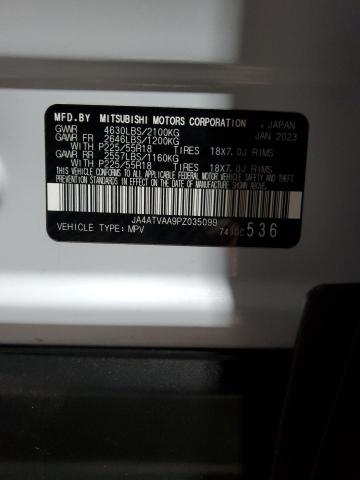 MFD.BY MITSUBISHI MOTORS CORPORATION JAPAN
GVWR 4630LBS/2100KG JAN 2023
GAWR FR 2646LBS/1200KG
WITH P225/55R18 TIRES 18X7.0J RIMS
GAWR RR 2557LBS/1160KG
WITH P225/55R18 TIRES 18X7.0J RIMS
THIS VEHICLE CONFORMS TO ALL APPLICABLE FEDERAL MOTOR VEHICLE
SAFETY AND THEFT PREVENTION STANDARDS IN EFFECT ON THE DATE OF
MANUFACTURE SHOWN ABOVE.
JA4ATVAA9PZ035099
VEHICLE TYPE: MPV 536